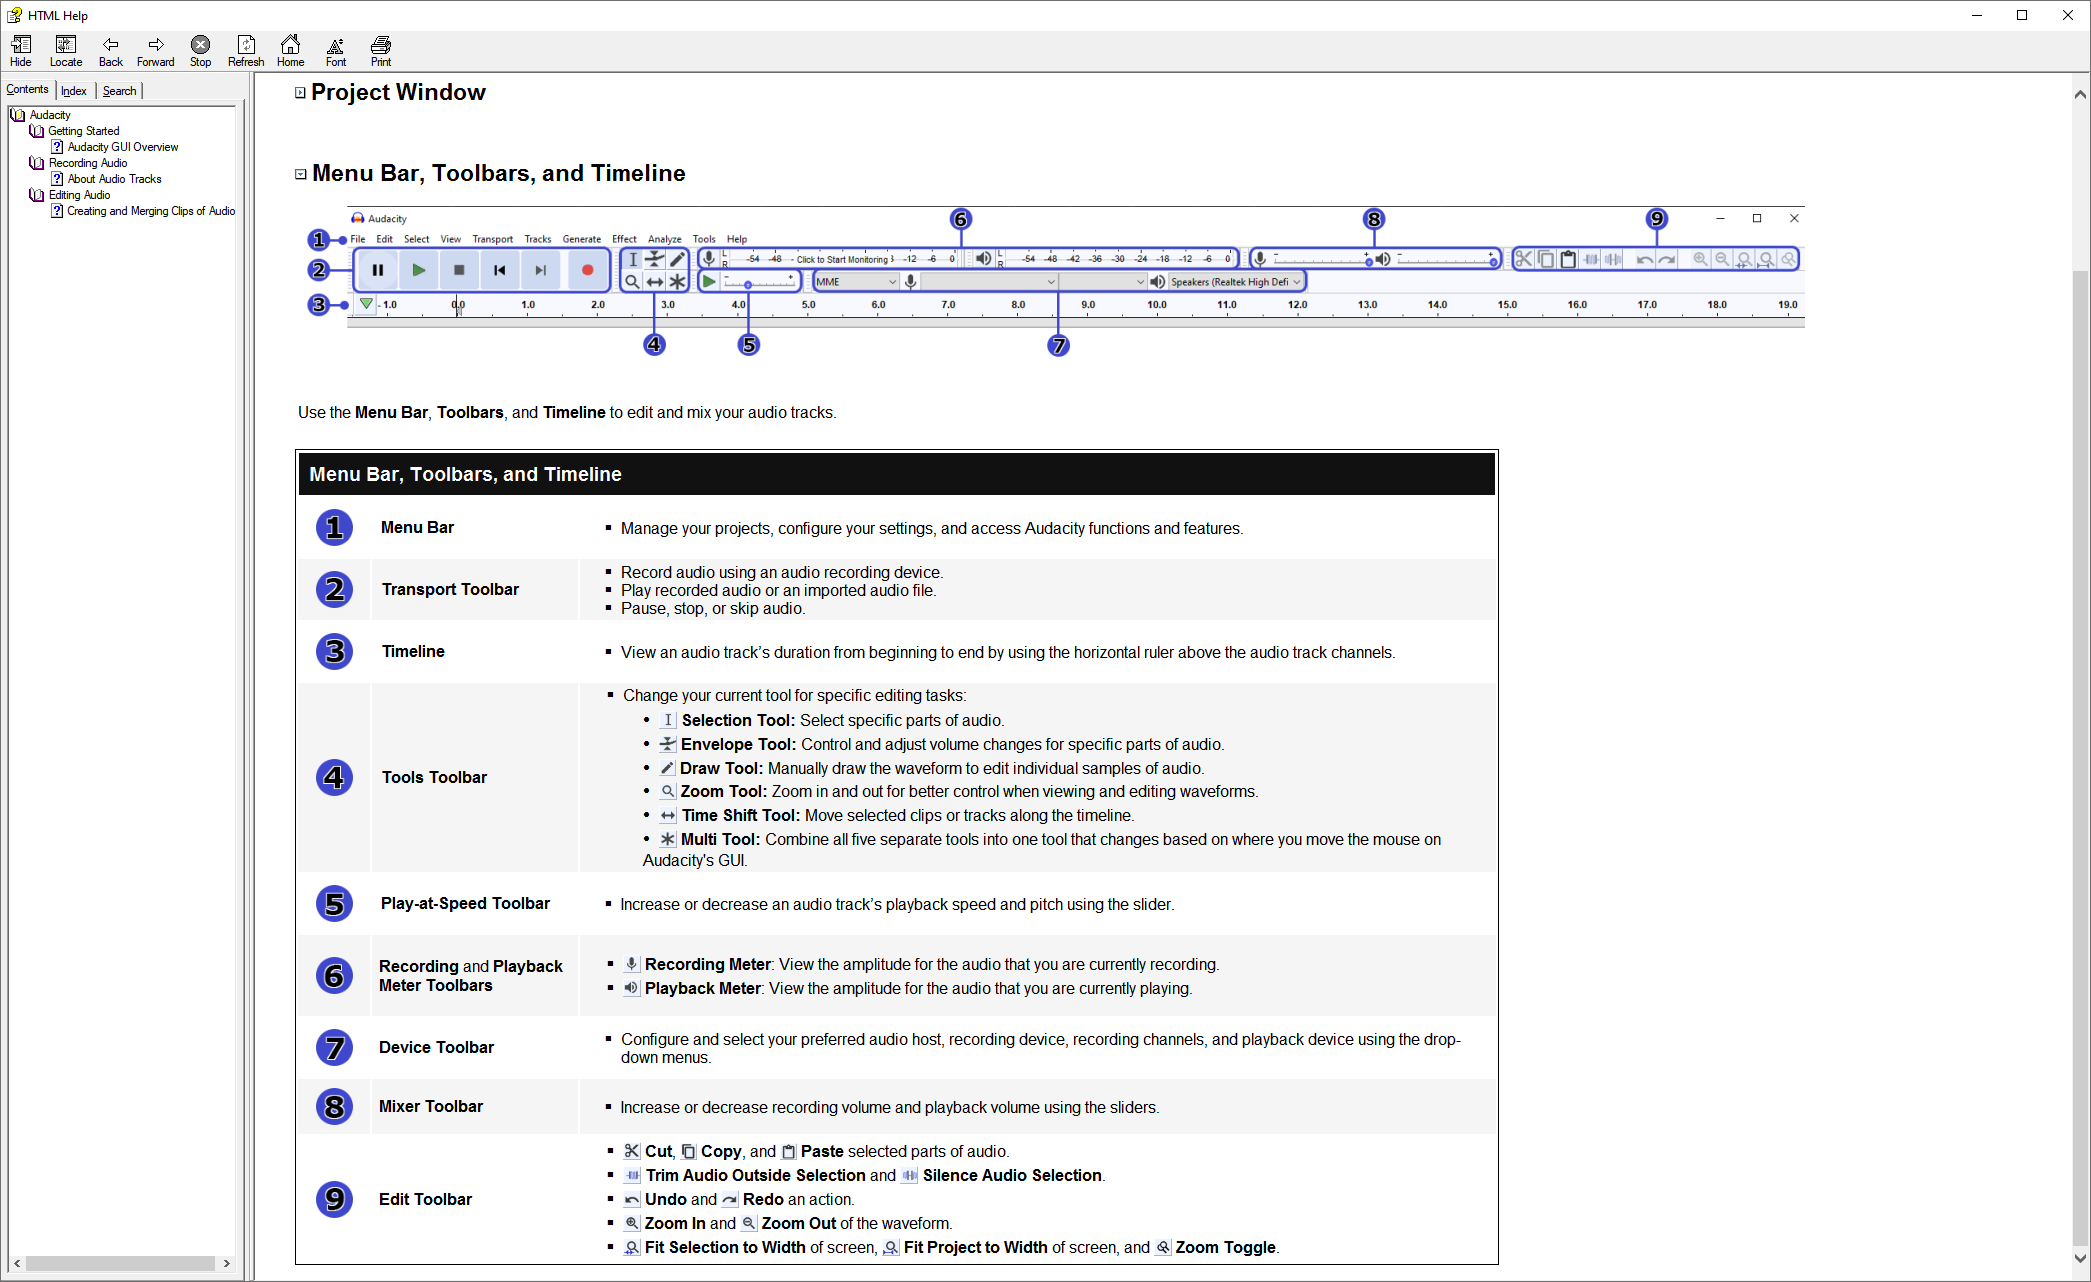 HTML Help
Hide Locate Back Forward Stop Refresh Home Font Print
Contents Index Search
Audacity
Getting Started
Audacity GUI Overview
Recording Audio
About Audio Tracks
Editing Audio
Creating and Merging Clips of Audio
Project Window
Menu Bar, Toolbars, and Timeline
Audacity
6 8 9
1 File Edit Select View Transport Tracks Generate Effect Analyze Tools Help
2 L R -54 -48 - Click to Start Monitoring -12 -6 0 L R -54 -48 -42 -36 -30 -24 -18 -12 -6 0 - + - +
- + MME Speakers (Realtek High Defi
3 - 1.0 0.0 1.0 2.0 3.0 4.0 5.0 6.0 7.0 8.0 9.0 10.0 11.0 12.0 13.0 14.0 15.0 16.0 17.0 18.0 19.0
4 5 7
Use the Menu Bar, Toolbars, and Timeline to edit and mix your audio tracks.
Menu Bar, Toolbars, and Timeline
1 Menu Bar
▪ Manage your projects, configure your settings, and access Audacity functions and features.
2 Transport Toolbar
▪ Record audio using an audio recording device.
▪ Play recorded audio or an imported audio file.
▪ Pause, stop, or skip audio.
3 Timeline
▪ View an audio track’s duration from beginning to end by using the horizontal ruler above the audio track channels.
4 Tools Toolbar
▪ Change your current tool for specific editing tasks:
• Selection Tool: Select specific parts of audio.
• Envelope Tool: Control and adjust volume changes for specific parts of audio.
• Draw Tool: Manually draw the waveform to edit individual samples of audio.
• Zoom Tool: Zoom in and out for better control when viewing and editing waveforms.
• Time Shift Tool: Move selected clips or tracks along the timeline.
• Multi Tool: Combine all five separate tools into one tool that changes based on where you move the mouse on
Audacity's GUI.
5 Play-at-Speed Toolbar
▪ Increase or decrease an audio track’s playback speed and pitch using the slider.
6 Recording and Playback
Meter Toolbars
▪ Recording Meter: View the amplitude for the audio that you are currently recording.
▪ Playback Meter: View the amplitude for the audio that you are currently playing.
7 Device Toolbar
▪ Configure and select your preferred audio host, recording device, recording channels, and playback device using the drop-
down menus.
8 Mixer Toolbar
▪ Increase or decrease recording volume and playback volume using the sliders.
9 Edit Toolbar
▪ Cut, Copy, and Paste selected parts of audio.
▪ Trim Audio Outside Selection and Silence Audio Selection.
▪ Undo and Redo an action.
▪ Zoom In and Zoom Out of the waveform.
▪ Fit Selection to Width of screen, Fit Project to Width of screen, and Zoom Toggle.